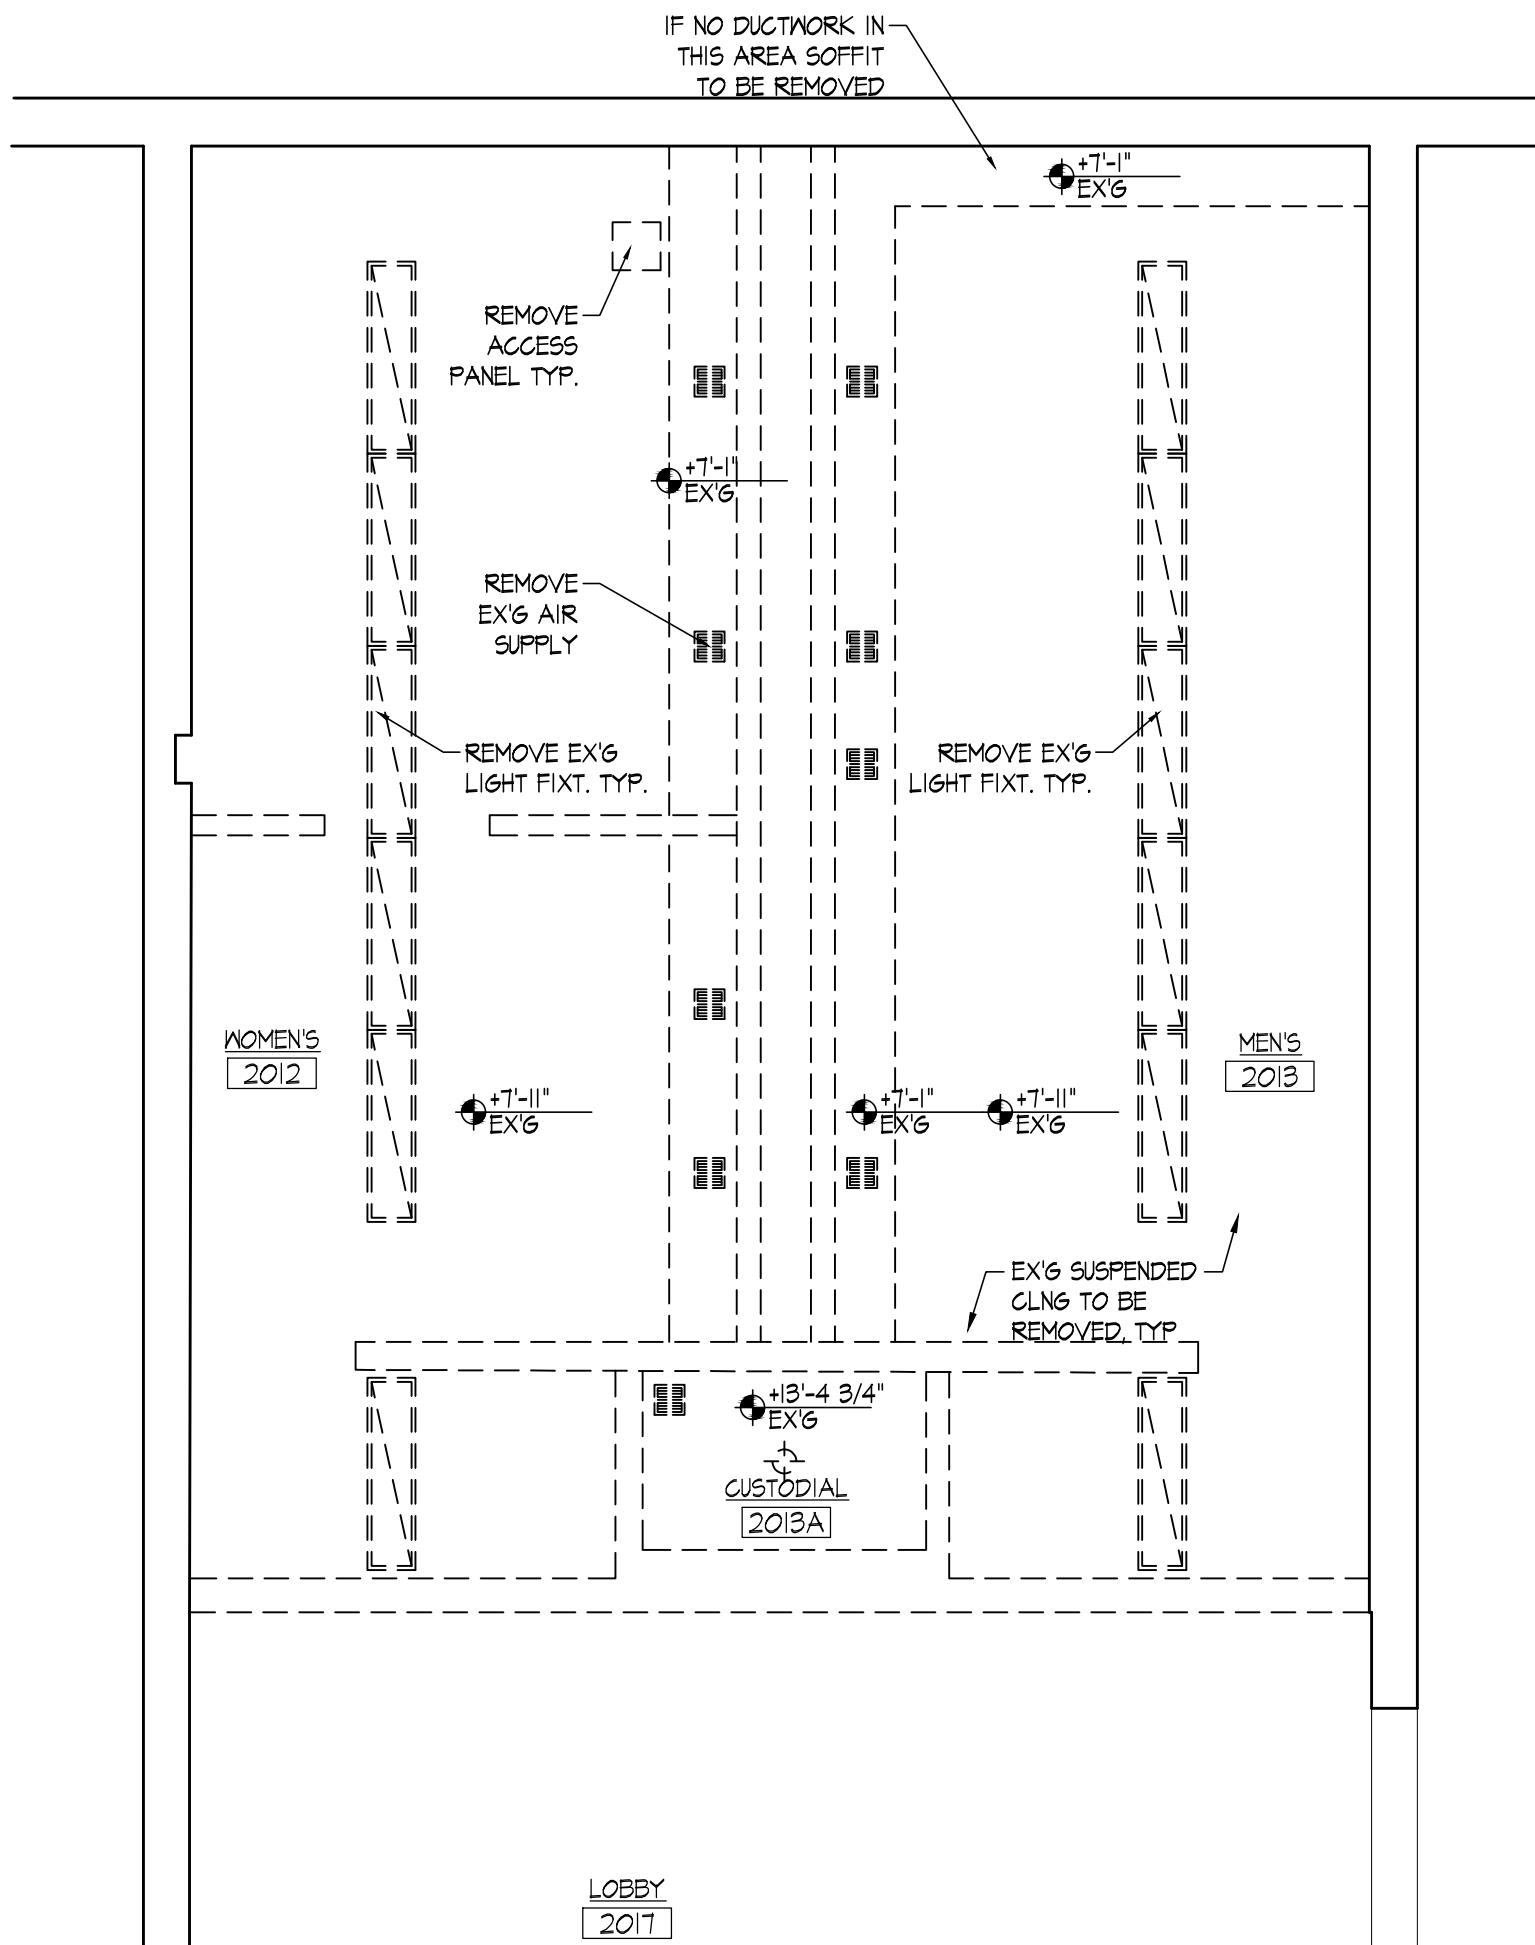 IF NO DUCTWORK IN
THIS AREA SOFFIT
TO BE REMOVED
+7'-1"
EX'G
REMOVE
ACCESS
PANEL TYP.
+7'-1"
EX'G
REMOVE
EX'G AIR
SUPPLY
REMOVE EX'G
LIGHT FIXT. TYP.
REMOVE EX'G
LIGHT FIXT. TYP.
WOMEN'S
2012
MEN'S
2013
+7'-11"
EX'G
+7'-1"
EX'G
+7'-11"
EX'G
EX'G SUSPENDED
CLNG TO BE
REMOVED, TYP
+13'-4 3/4"
EX'G
CUSTODIAL
2013A
LOBBY
2017